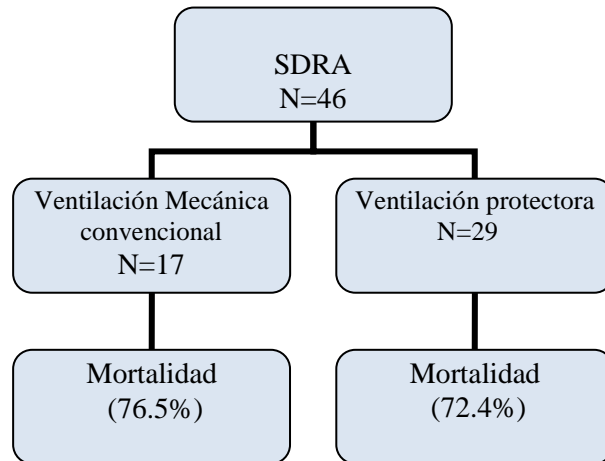 SDRA
N=46
Ventilación Mecánica
convencional
N=17
Ventilación protectora
N=29
Mortalidad
(76.5%)
Mortalidad
(72.4%)